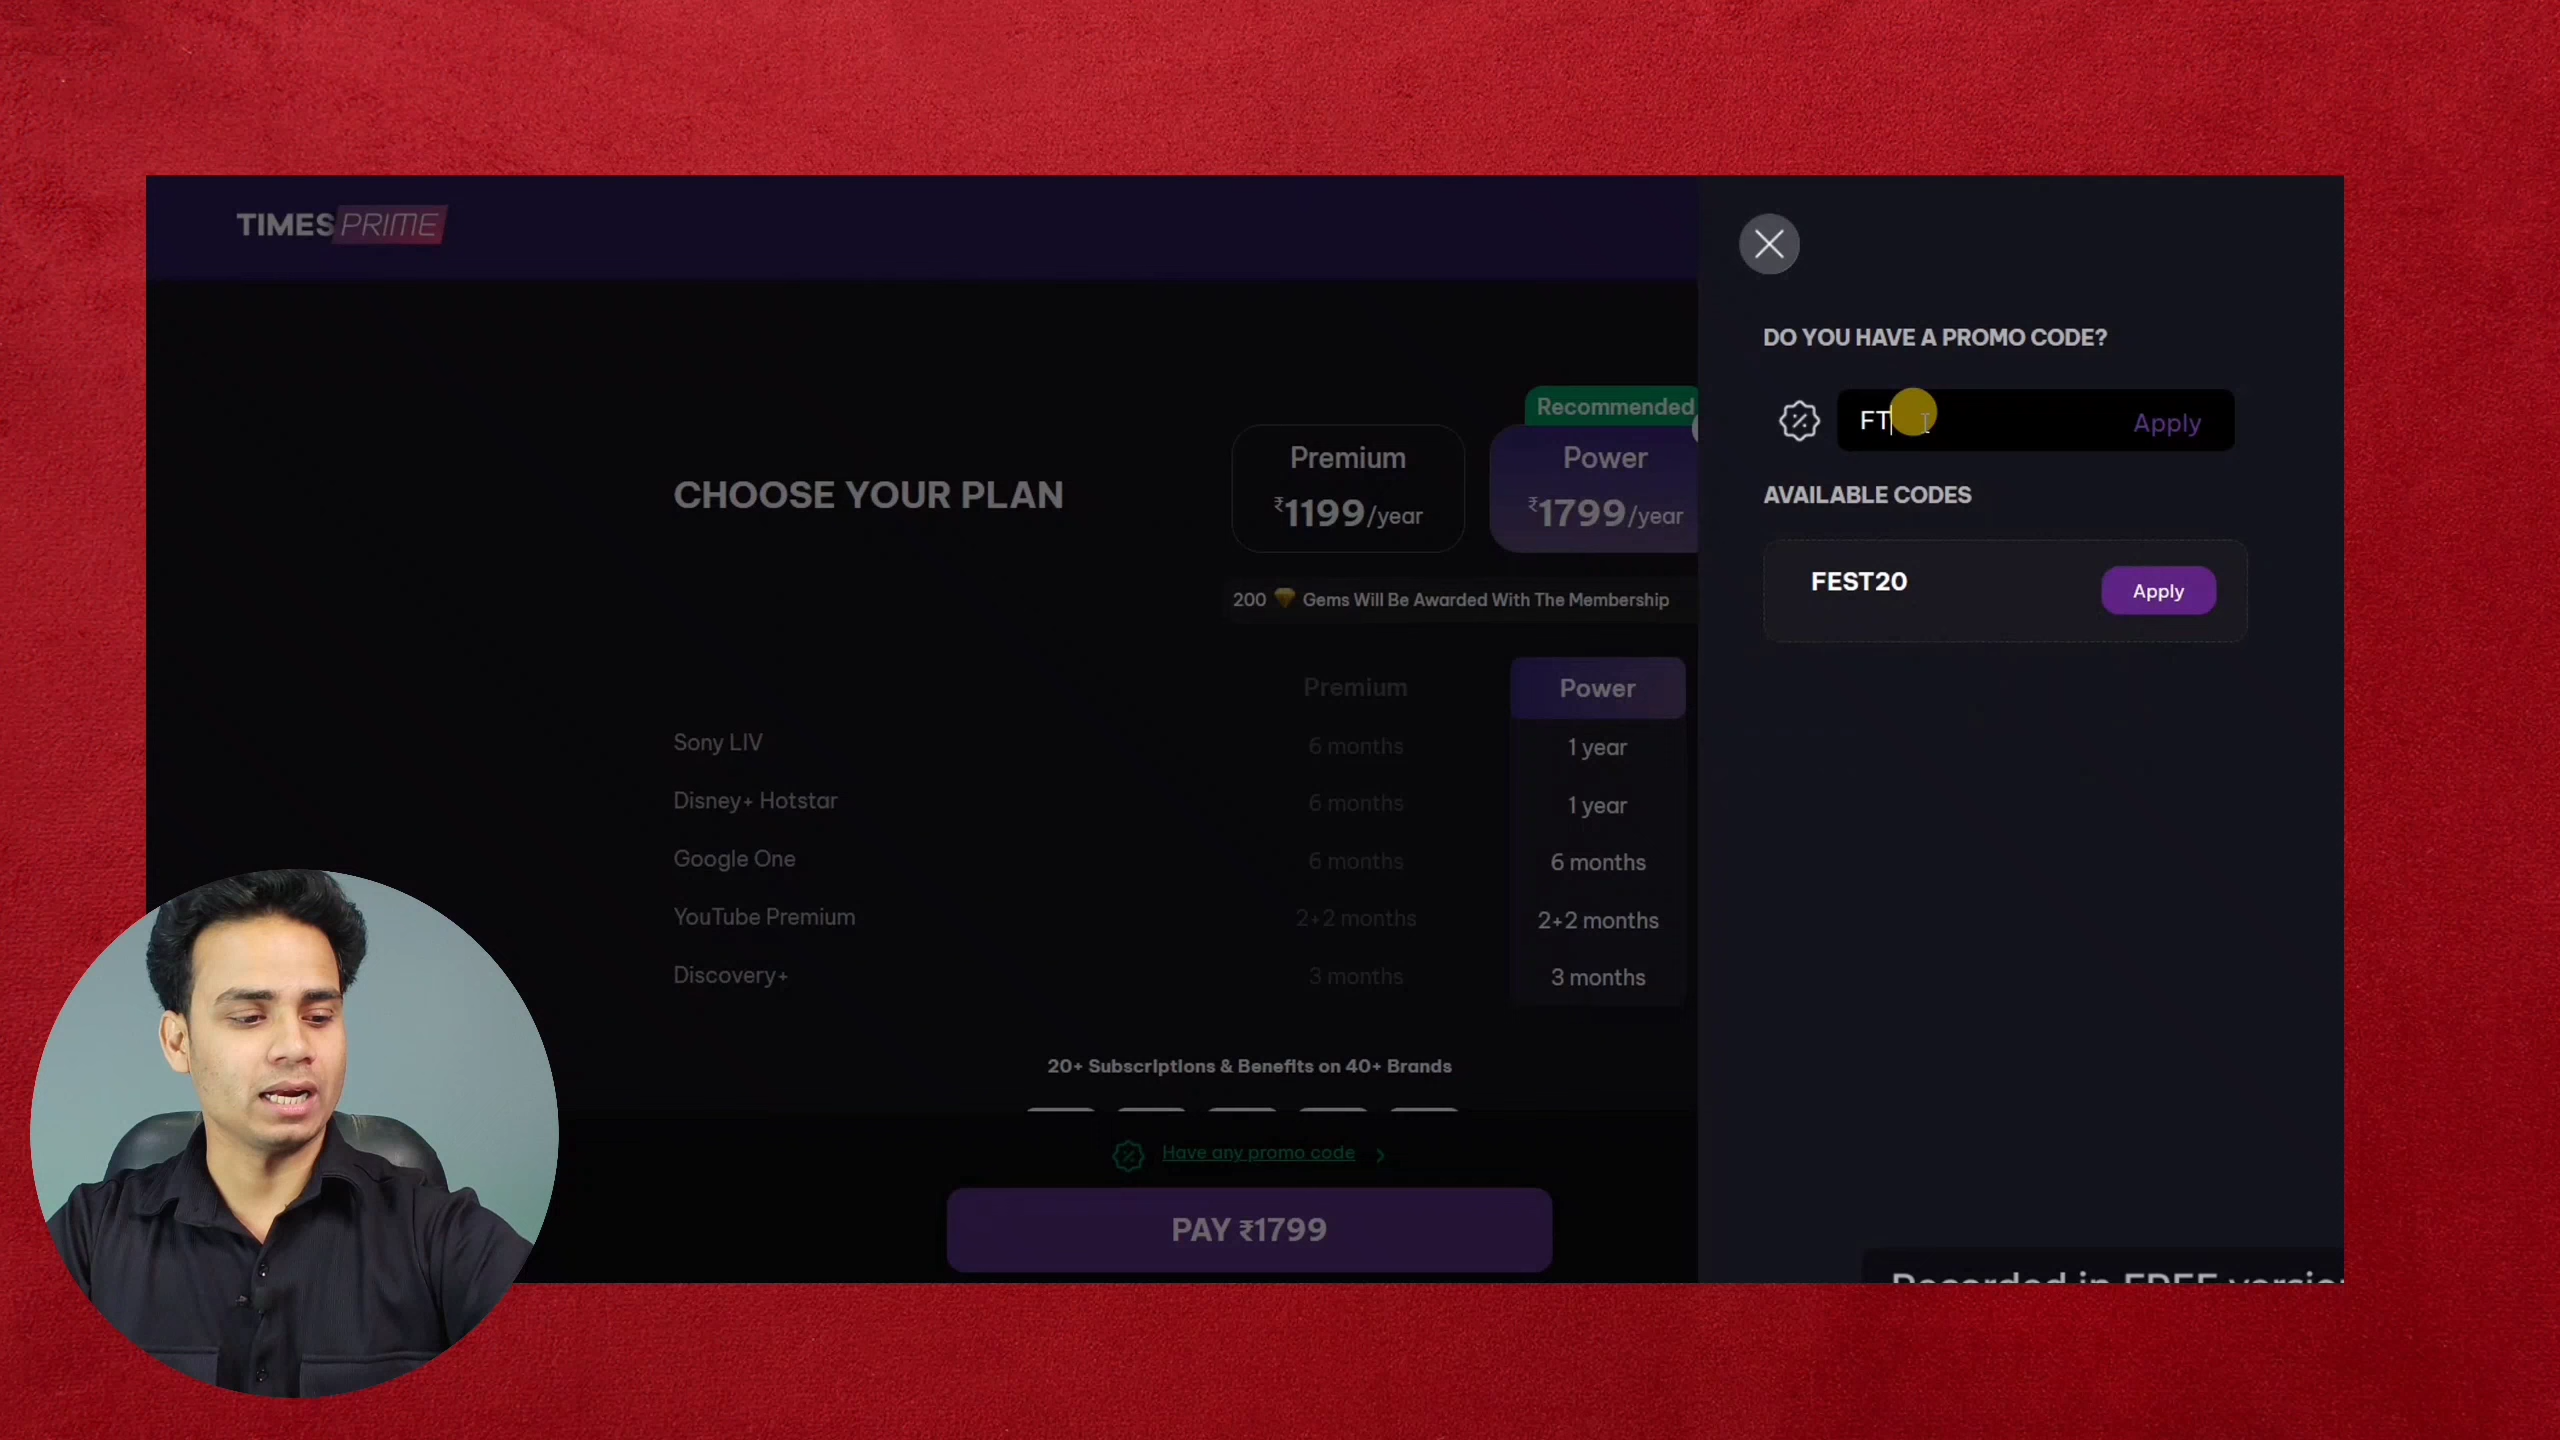 TIMES PRIME
DO YOU HAVE A PROMO CODE?
FT
Apply
AVAILABLE CODES
FEST20
Apply
Recommended
CHOOSE YOUR PLAN
Premium
₹1199/year
Power
₹1799/year
200 Gems Will Be Awarded With The Membership
Premium Power
Sony LIV 6 months 1 year
Disney+ Hotstar 6 months 1 year
Google One 6 months 6 months
YouTube Premium 2+2 months 2+2 months
Discovery+ 3 months 3 months
20+ Subscriptions & Benefits on 40+ Brands
Have any promo code
PAY ₹1799
Recorded in FREE